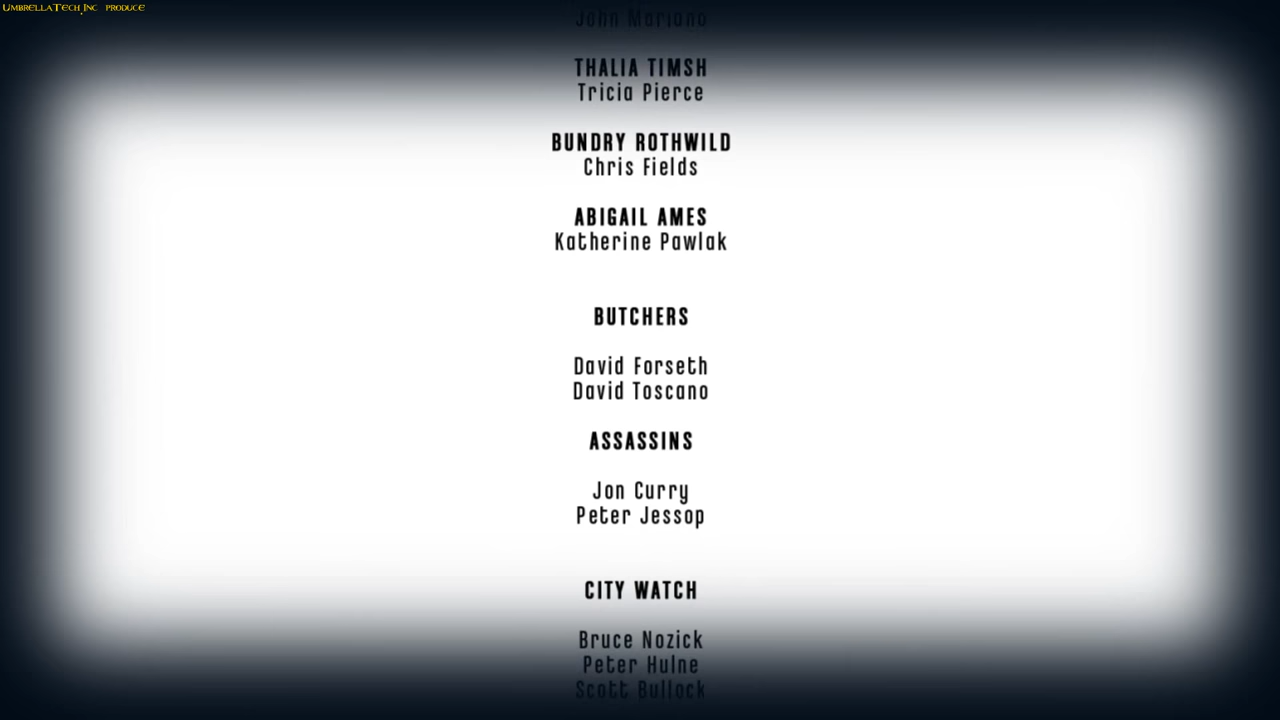 UmbrellaTech.Inc produce
John Mariano
THALIA TIMSH
Tricia Pierce
BUNDRY ROTHWILD
Chris Fields
ABIGAIL AMES
Katherine Pawlak
BUTCHERS
David Forseth
David Toscano
ASSASSINS
Jon Curry
Peter Jessop
CITY WATCH
Bruce Nozick
Peter Hulne
Scott Bullock